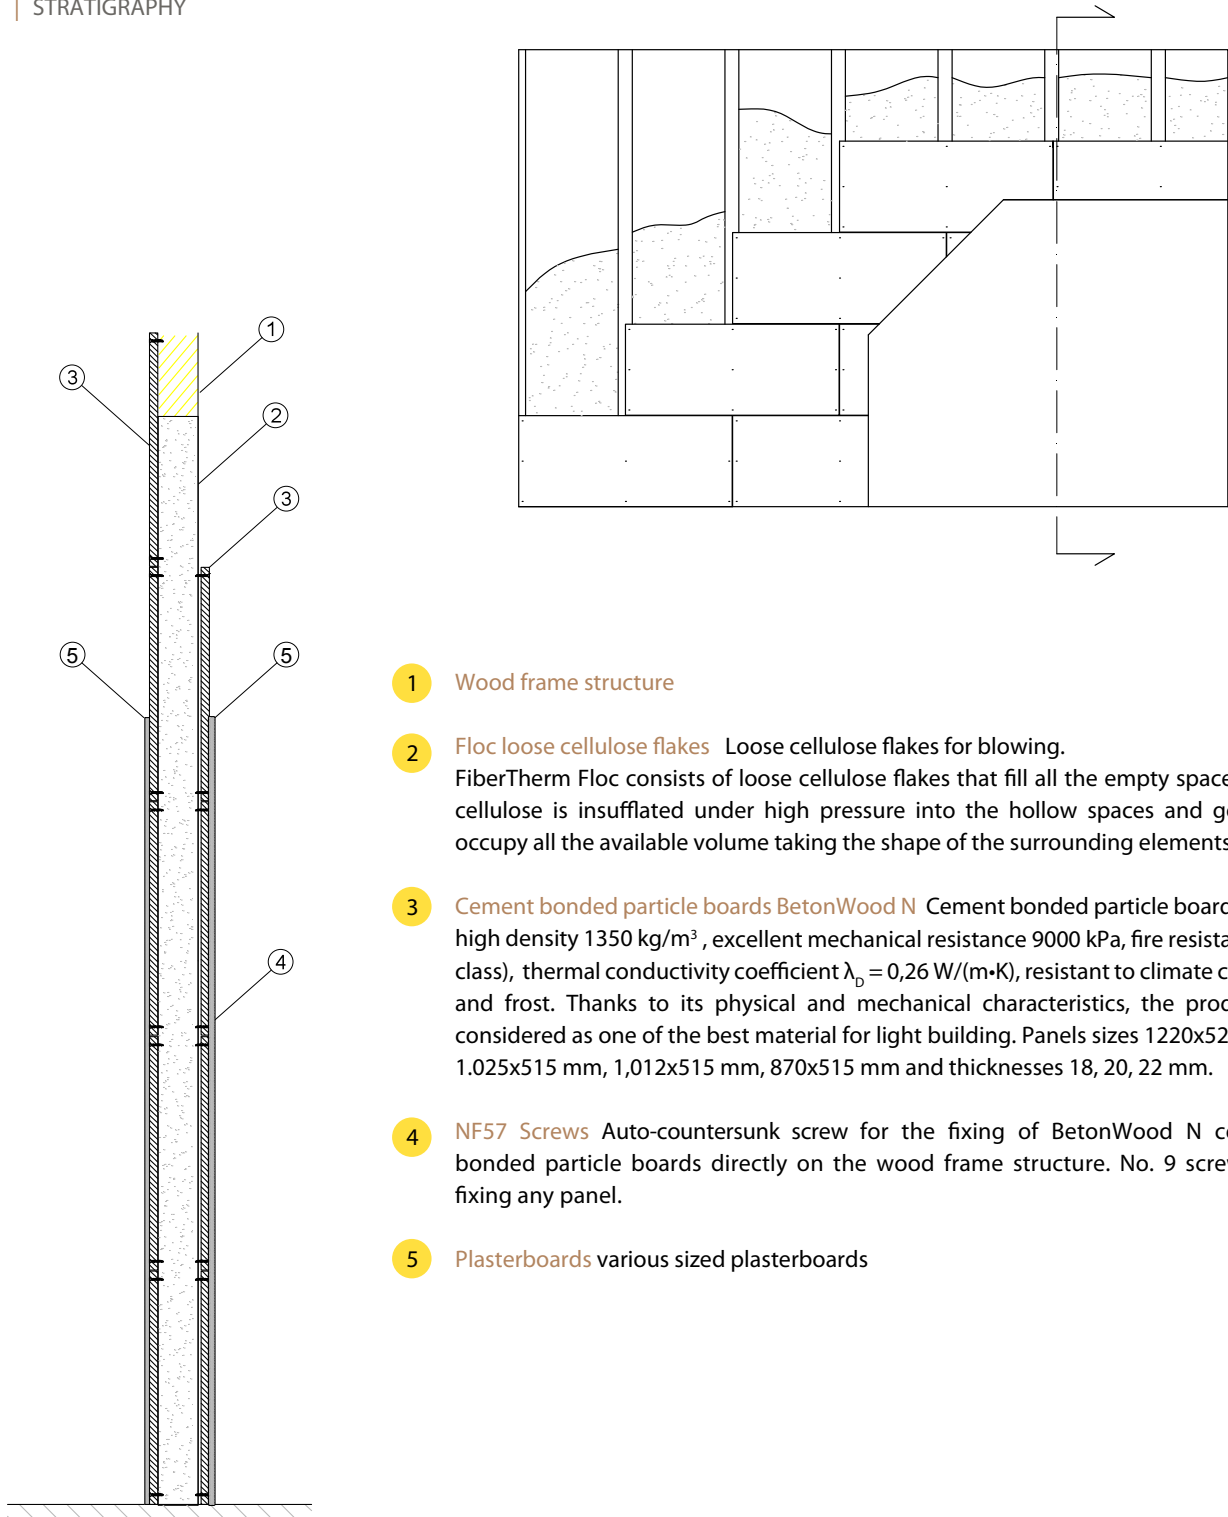 STRATIGRAPHY
1
3
2
3
5
5
4
1 Wood frame structure
2 Floc loose cellulose flakes Loose cellulose flakes for blowing.
FiberTherm Floc consists of loose cellulose flakes that fill all the empty space
cellulose is insufflated under high pressure into the hollow spaces and
occupy all the available volume taking the shape of the surrounding elements
3 Cement bonded particle boards BetonWood N Cement bonded particle board
high density 1350 kg/m³ , excellent mechanical resistance 9000 kPa, fire
class), thermal conductivity coefficient λD = 0,26 W/(m•K), resistant to climate
and frost. Thanks to its physical and mechanical characteristics, the
considered as one of the best material for light building. Panels sizes
1.025x515 mm, 1,012x515 mm, 870x515 mm and thicknesses 18, 20, 22 mm.
4 NF57 Screws Auto-countersunk screw for the fixing of BetonWood N
bonded particle boards directly on the wood frame structure. No. 9
fixing any panel.
5 Plasterboards various sized plasterboards